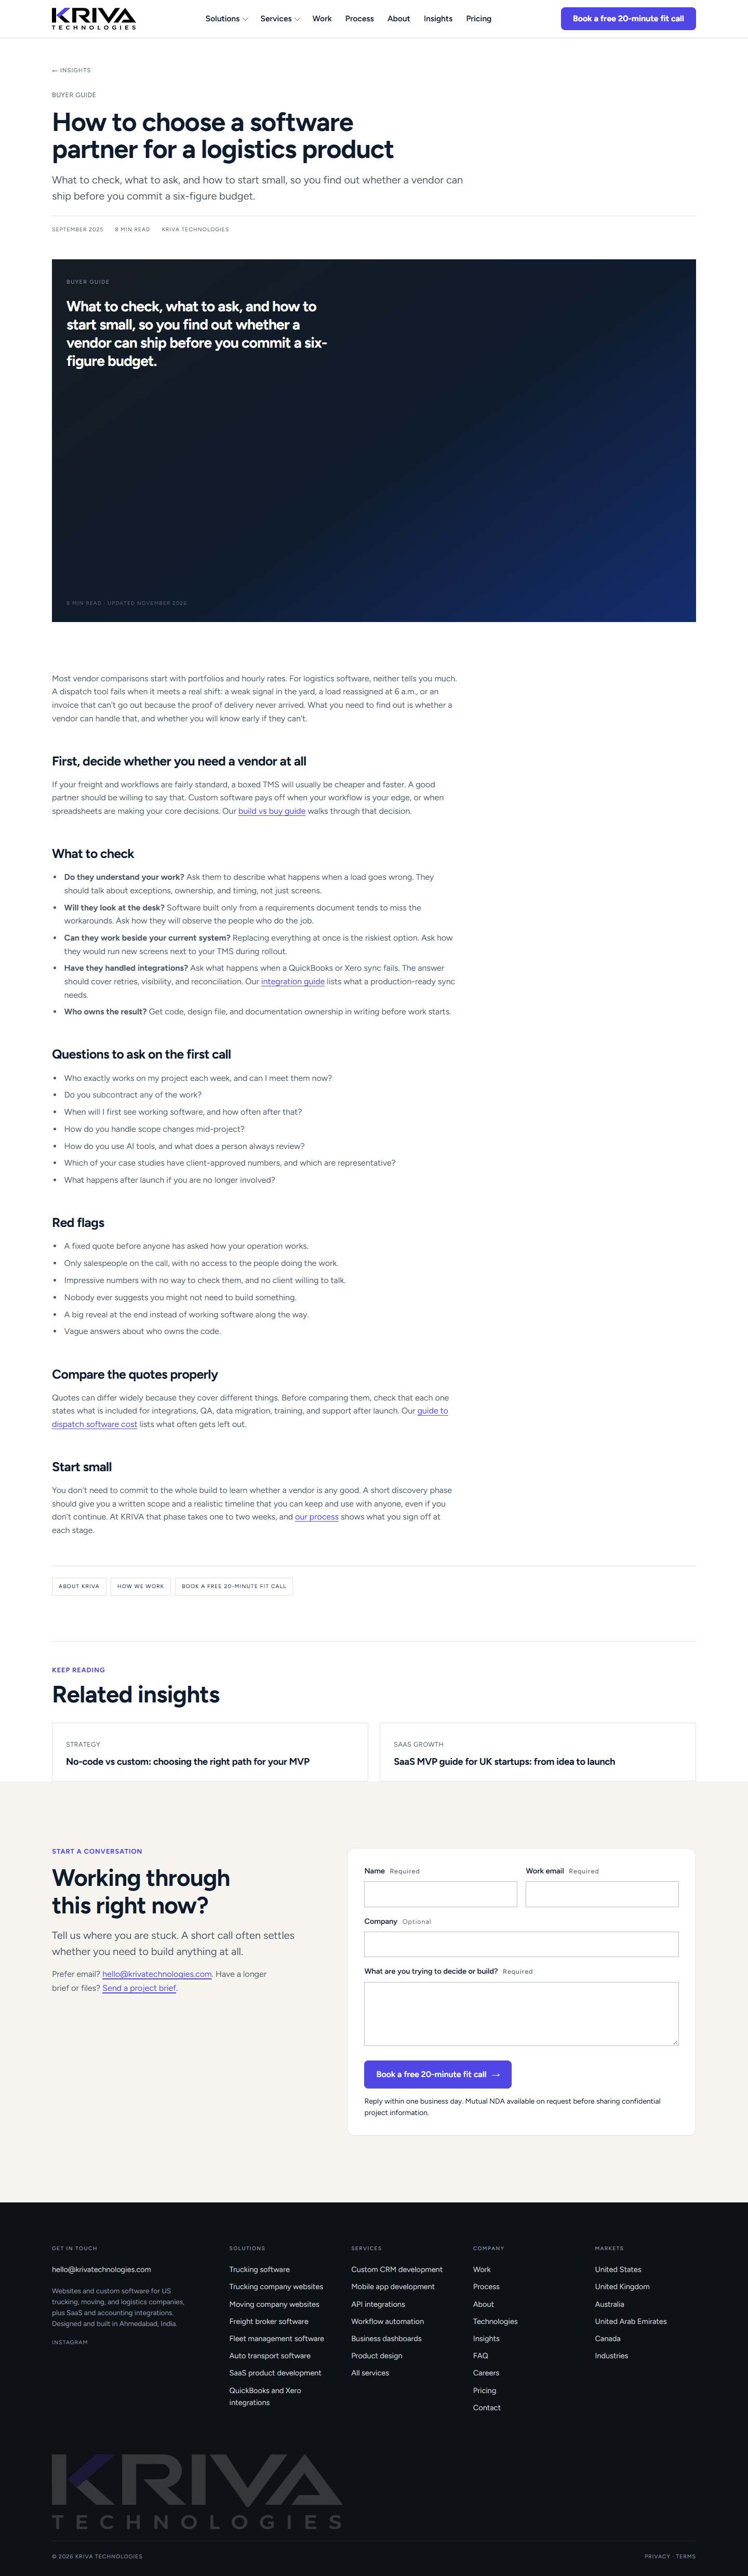 KRIVA
TECHNOLOGIES
Solutions
Services
Work
Process
About
Insights
Pricing
Book a free 20-minute fit call
← INSIGHTS
BUYER GUIDE
How to choose a software
partner for a logistics product
What to check, what to ask, and how to start small, so you find out whether a vendor can
ship before you commit a six-figure budget.
SEPTEMBER 2025 8 MIN READ KRIVA TECHNOLOGIES
BUYER GUIDE
What to check, what to ask, and how to
start small, so you find out whether a
vendor can ship before you commit a six-
figure budget.
8 MIN READ · UPDATED NOVEMBER 2025
Most vendor comparisons start with portfolios and hourly rates. For logistics software, neither tells you much.
A dispatch tool fails when it meets a real shift: a weak signal in the yard, a load reassigned at 6 a.m., or an
invoice that can't go out because the proof of delivery never arrived. What you need to find out is whether a
vendor can handle that, and whether you will know early if they can't.
First, decide whether you need a vendor at all
If your freight and workflows are fairly standard, a boxed TMS will usually be cheaper and faster. A good
partner should be willing to say that. Custom software pays off when your workflow is your edge, or when
spreadsheets are making your core decisions. Our build vs buy guide walks through that decision.
What to check
• Do they understand your work? Ask them to describe what happens when a load goes wrong. They
should talk about exceptions, ownership, and timing, not just screens.
• Will they look at the desk? Software built only from a requirements document tends to miss the
workarounds. Ask how they will observe the people who do the job.
• Can they work beside your current system? Replacing everything at once is the riskiest option. Ask how
they would run new screens next to your TMS during rollout.
• Have they handled integrations? Ask what happens when a QuickBooks or Xero sync fails. The answer
should cover retries, visibility, and reconciliation. Our integration guide lists what a production-ready sync
needs.
• Who owns the result? Get code, design file, and documentation ownership in writing before work starts.
Questions to ask on the first call
• Who exactly works on my project each week, and can I meet them now?
• Do you subcontract any of the work?
• When will I first see working software, and how often after that?
• How do you handle scope changes mid-project?
• How do you use AI tools, and what does a person always review?
• Which of your case studies have client-approved numbers, and which are representative?
• What happens after launch if you are no longer involved?
Red flags
• A fixed quote before anyone has asked how your operation works.
• Only salespeople on the call, with no access to the people doing the work.
• Impressive numbers with no way to check them, and no client willing to talk.
• Nobody ever suggests you might not need to build something.
• A big reveal at the end instead of working software along the way.
• Vague answers about who owns the code.
Compare the quotes properly
Quotes can differ widely because they cover different things. Before comparing them, check that each one
states what is included for integrations, QA, data migration, training, and support after launch. Our guide to
dispatch software cost lists what often gets left out.
Start small
You don't need to commit to the whole build to learn whether a vendor is any good. A short discovery phase
should give you a written scope and a realistic timeline that you can keep and use with anyone, even if you
don't continue. At KRIVA that phase takes one to two weeks, and our process shows what you sign off at
each stage.
ABOUT KRIVA
HOW WE WORK
BOOK A FREE 20-MINUTE FIT CALL
KEEP READING
Related insights
STRATEGY
No-code vs custom: choosing the right path for your MVP
SAAS GROWTH
SaaS MVP guide for UK startups: from idea to launch
START A CONVERSATION
Working through
this right now?
Tell us where you are stuck. A short call often settles
whether you need to build anything at all.
Prefer email? hello@krivatechnologies.com. Have a longer
brief or files? Send a project brief.
Name Required
Work email Required
Company Optional
What are you trying to decide or build? Required
Book a free 20-minute fit call →
Reply within one business day. Mutual NDA available on request before sharing confidential
project information.
GET IN TOUCH
hello@krivatechnologies.com
Websites and custom software for US
trucking, moving, and logistics companies,
plus SaaS and accounting integrations.
Designed and built in Ahmedabad, India.
INSTAGRAM
SOLUTIONS
Trucking software
Trucking company websites
Moving company websites
Freight broker software
Fleet management software
Auto transport software
SaaS product development
QuickBooks and Xero
integrations
SERVICES
Custom CRM development
Mobile app development
API integrations
Workflow automation
Business dashboards
Product design
All services
COMPANY
Work
Process
About
Technologies
Insights
FAQ
Careers
Pricing
Contact
MARKETS
United States
United Kingdom
Australia
United Arab Emirates
Canada
Industries
KRIVA
TECHNOLOGIES
© 2026 KRIVA TECHNOLOGIES
PRIVACY · TERMS